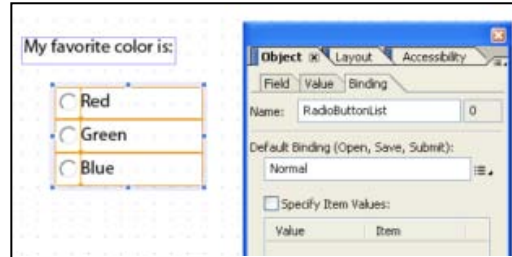 My favorite color is:
Red
Green
Blue
Object Layout Accessibility
Field Value Binding
Name: RadioButtonList 0
Default Binding (Open, Save, Submit):
Normal
Specify Item Values:
Value Item